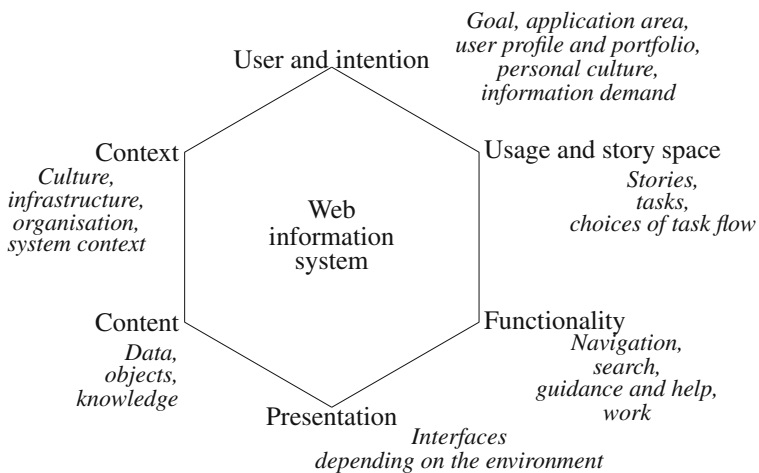 Goal, application area,
user profile and portfolio,
personal culture,
information demand
User and intention
Context
Culture,
infrastructure,
organisation,
system context
Usage and story space
Stories,
tasks,
choices of task flow
Web
information
system
Content
Data,
objects,
knowledge
Functionality
Navigation,
search,
guidance and help,
work
Presentation
Interfaces
depending on the environment